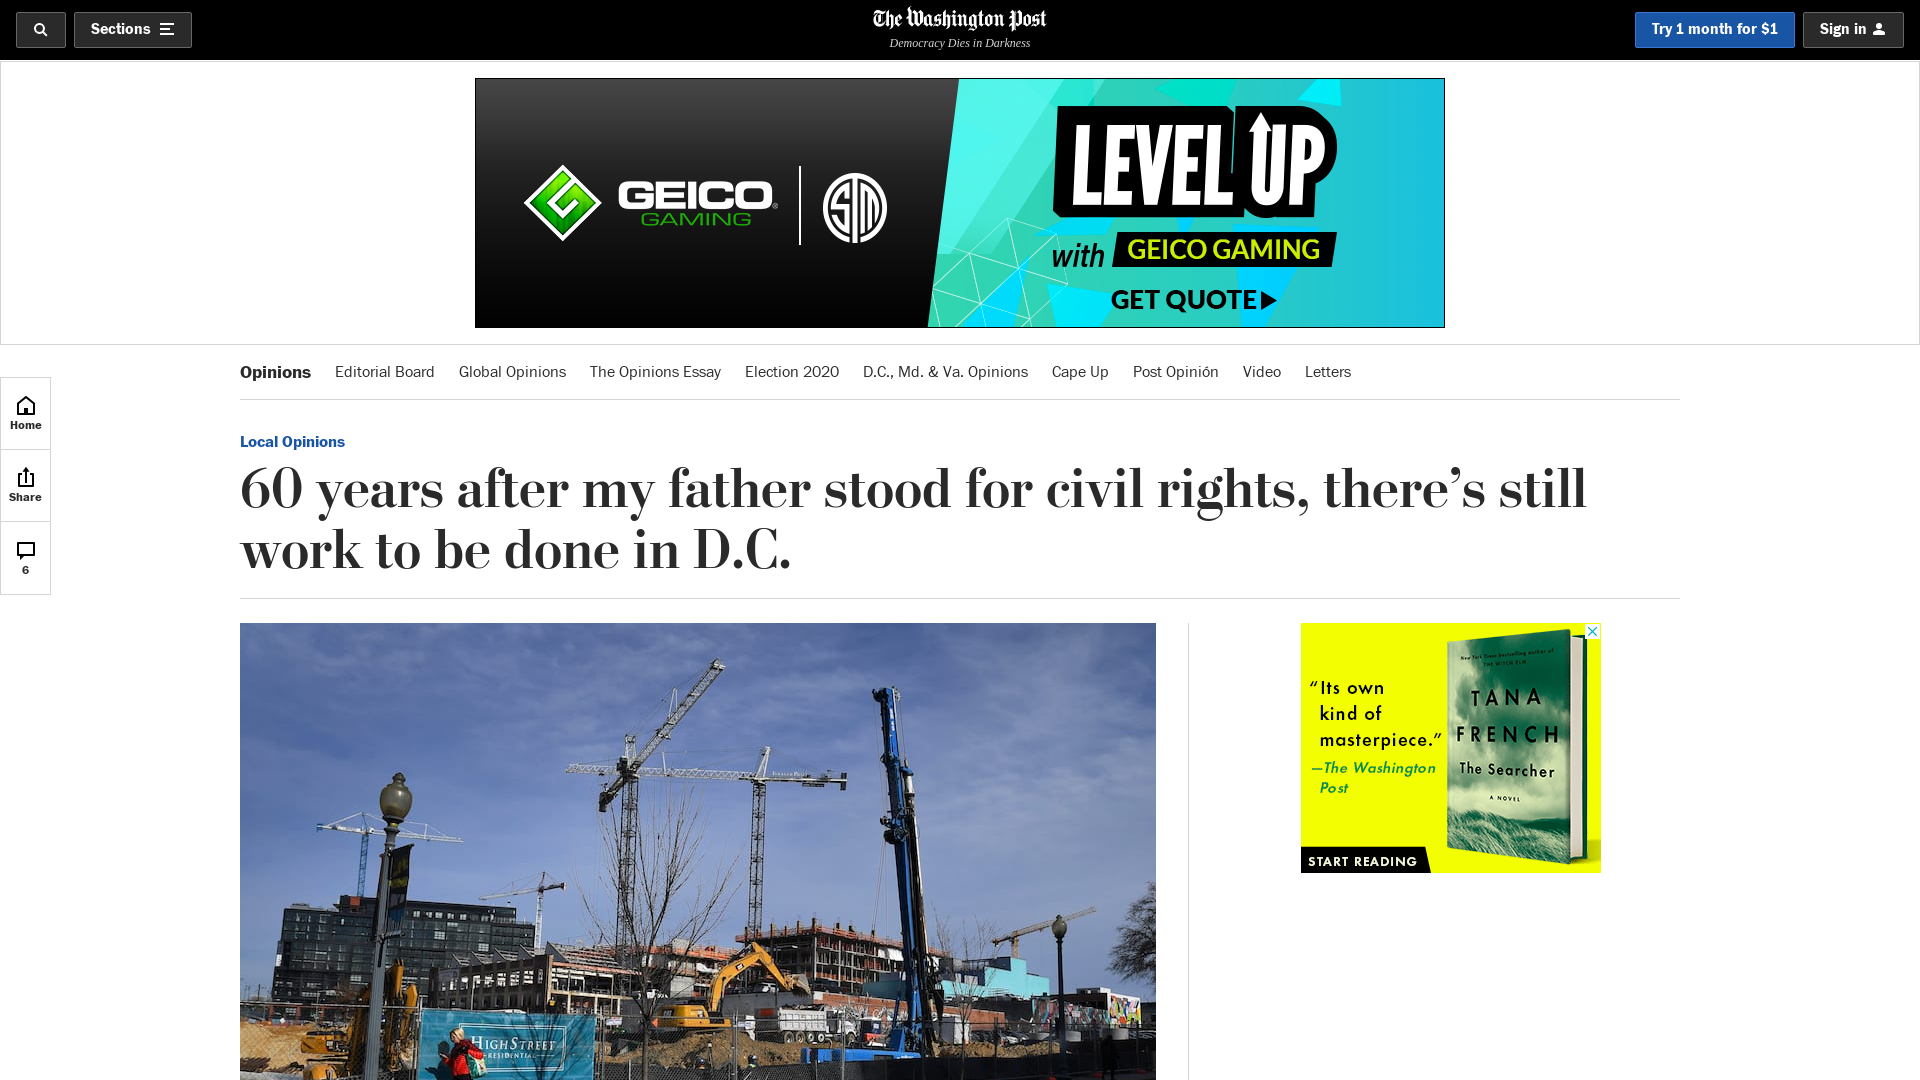 Sections
The Washington Post
Democracy Dies in Darkness
Try 1 month for $1
Sign in
GEICO
GAMING
TSM
LEVEL UP
with GEICO GAMING
GET QUOTE
Opinions
Editorial Board
Global Opinions
The Opinions Essay
Election 2020
D.C., Md. & Va. Opinions
Cape Up
Post Opinión
Video
Letters
Home
Share
6
Local Opinions
60 years after my father stood for civil rights, there’s still
work to be done in D.C.
HIGHSTREET
RESIDENTIAL
“Its own
kind of
masterpiece.”
—The Washington
Post
START READING
New York Times bestselling author of
THE WITCH ELM
TANA
FRENCH
The Searcher
A NOVEL